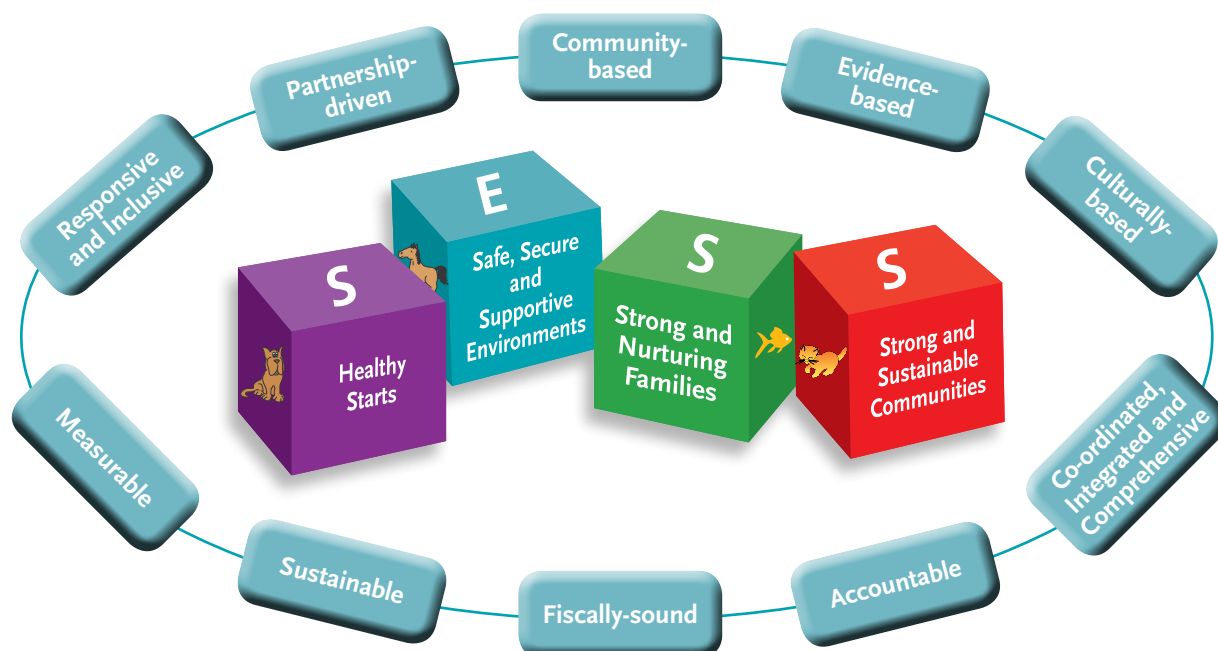 Community-
based
Evidence-
based
Culturally-
based
Co-ordinated,
Integrated and
Comprehensive
Accountable
Fiscally-sound
Sustainable
Measurable
Responsive
and Inclusive
Partnership-
driven
S
Healthy
Starts
E
Safe, Secure
and
Supportive
Environments
S
Strong and
Nurturing
Families
S
Strong and
Sustainable
Communities